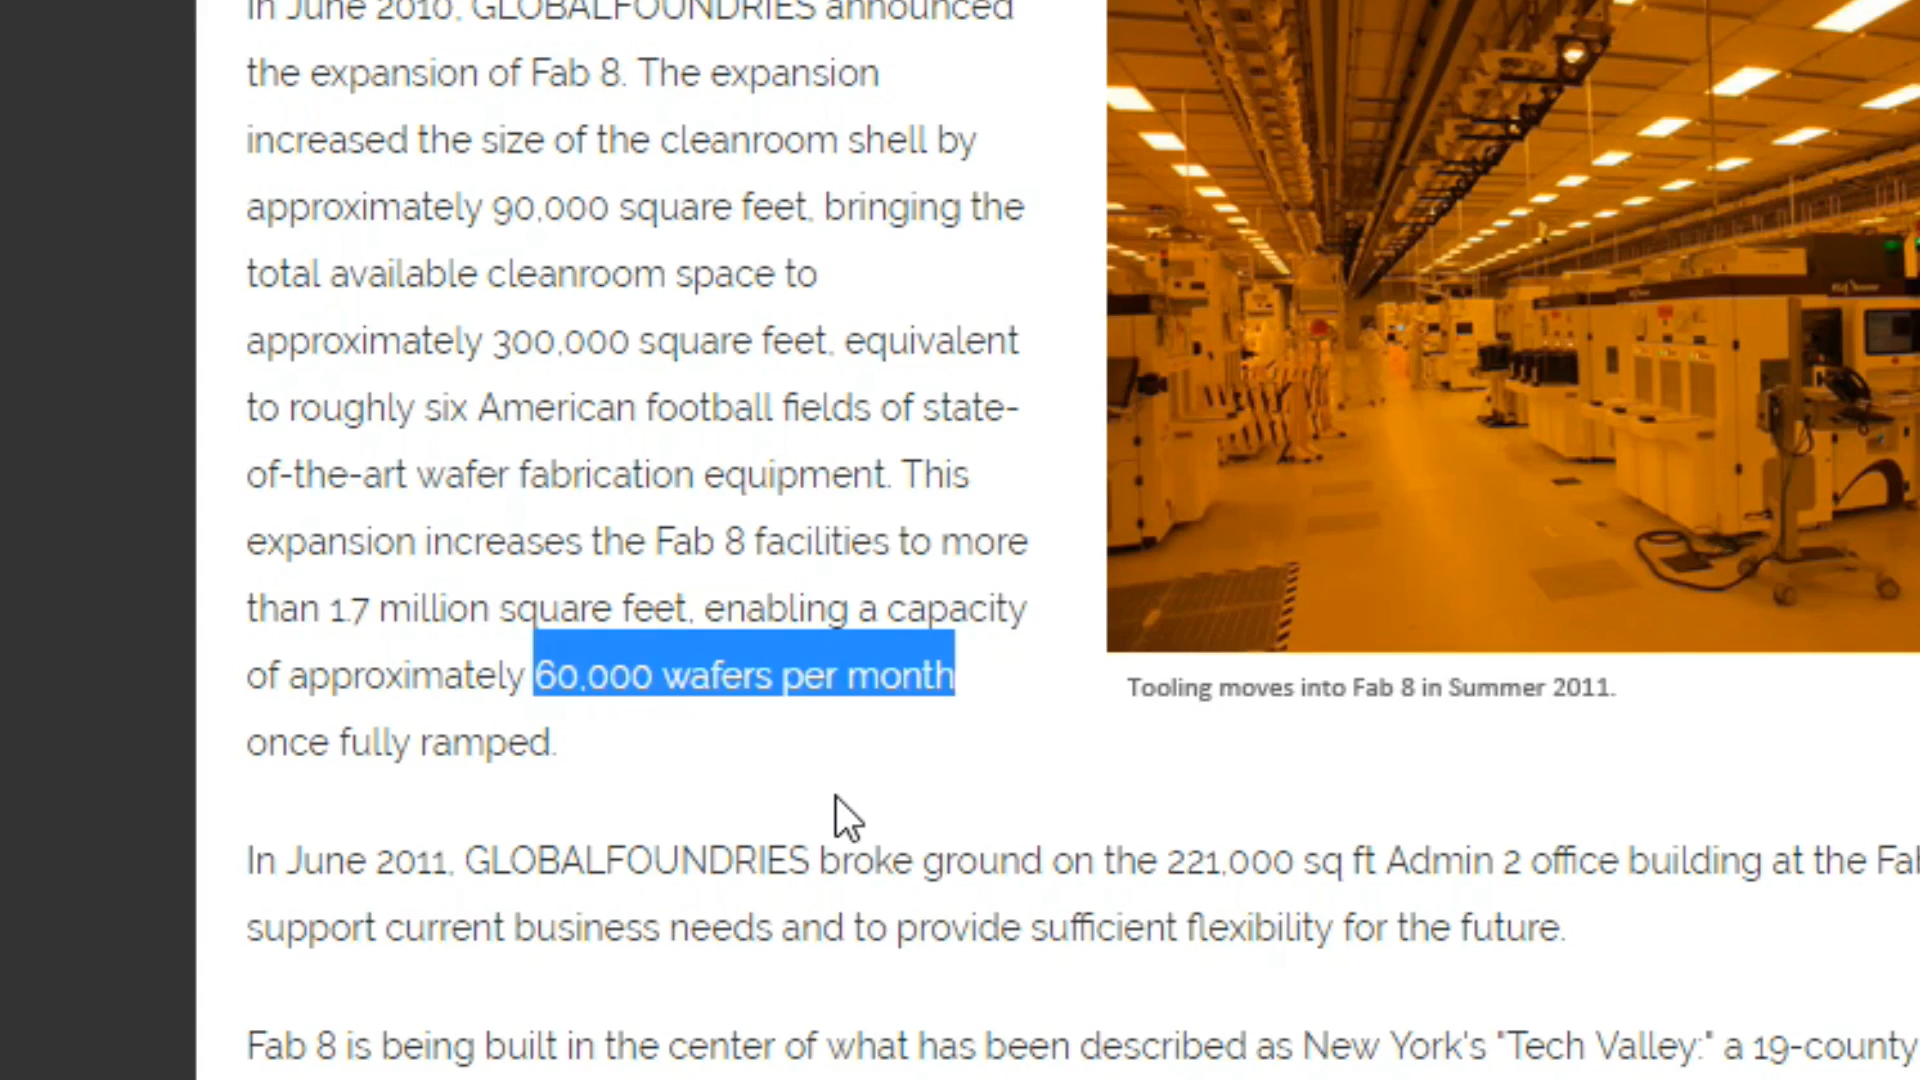 In June 2010, GLOBALFOUNDRIES announced
the expansion of Fab 8. The expansion
increased the size of the cleanroom shell by
approximately 90,000 square feet, bringing the
total available cleanroom space to
approximately 300,000 square feet, equivalent
to roughly six American football fields of state-
of-the-art wafer fabrication equipment. This
expansion increases the Fab 8 facilities to more
than 1.7 million square feet, enabling a capacity
of approximately 60,000 wafers per month
once fully ramped.
Tooling moves into Fab 8 in Summer 2011.
In June 2011, GLOBALFOUNDRIES broke ground on the 221,000 sq ft Admin 2 office building at the Fab
support current business needs and to provide sufficient flexibility for the future.
Fab 8 is being built in the center of what has been described as New York's "Tech Valley:" a 19-county